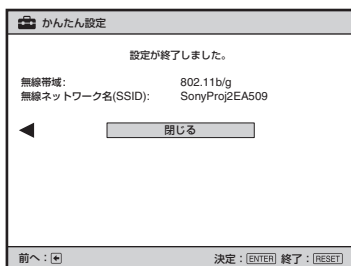 かんたん設定
設定が終了しました。
無線帯域: 802.11b/g
無線ネットワーク名(SSID): SonyProj2EA509
閉じる
前へ： 決定：ENTER 終了：RESET